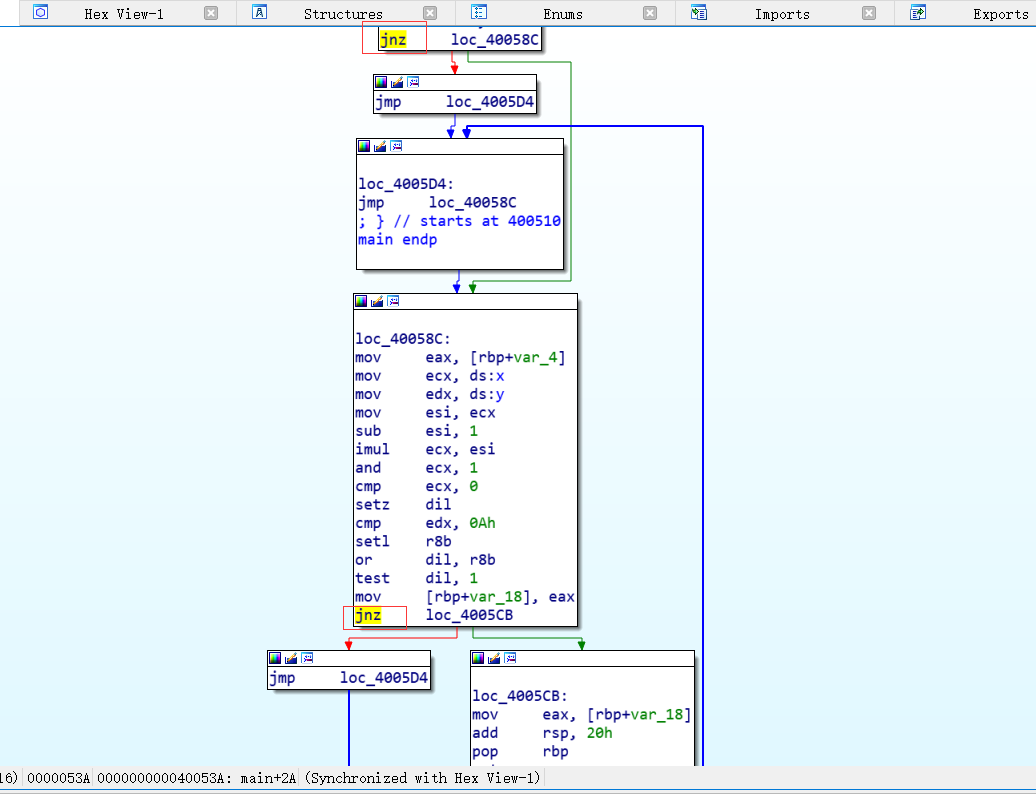 Hex View-1 Structures Enums Imports Exports
jnz loc_40058C
jmp loc_4005D4
loc_4005D4:
jmp loc_40058C
; } // starts at 400510
main endp
loc_40058C:
mov eax, [rbp+var_4]
mov ecx, ds:x
mov edx, ds:y
mov esi, ecx
sub esi, 1
imul ecx, esi
and ecx, 1
cmp ecx, 0
setz dil
cmp edx, 0Ah
setl r8b
or dil, r8b
test dil, 1
mov [rbp+var_18], eax
jnz loc_4005CB
jmp loc_4005D4
loc_4005CB:
mov eax, [rbp+var_18]
add rsp, 20h
pop rbp
16) 0000053A 000000000040053A: main+2A (Synchronized with Hex View-1)